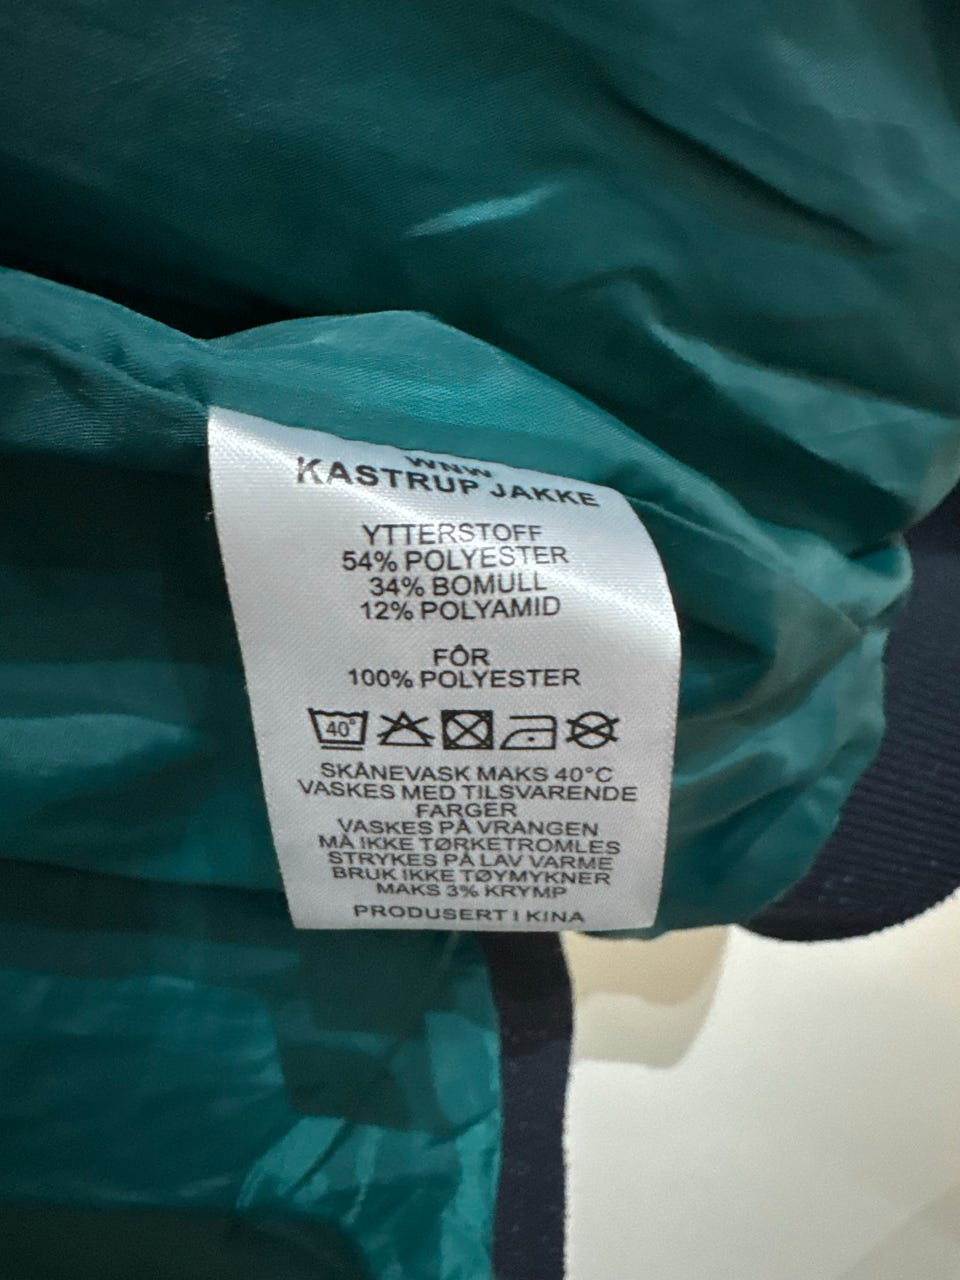 WNW
KASTRUP JAKKE
YTTERSTOFF
54% POLYESTER
34% BOMULL
12% POLYAMID
FÔR
100% POLYESTER
40°
SKÅNEVASK MAKS 40°C
VASKES MED TILSVARENDE
FARGER
VASKES PÅ VRANGEN
MÅ IKKE TØRKETROMLES
STRYKES PÅ LAV VARME
BRUK IKKE TØYMYKNER
MAKS 3% KRYMP
PRODUSERT I KINA